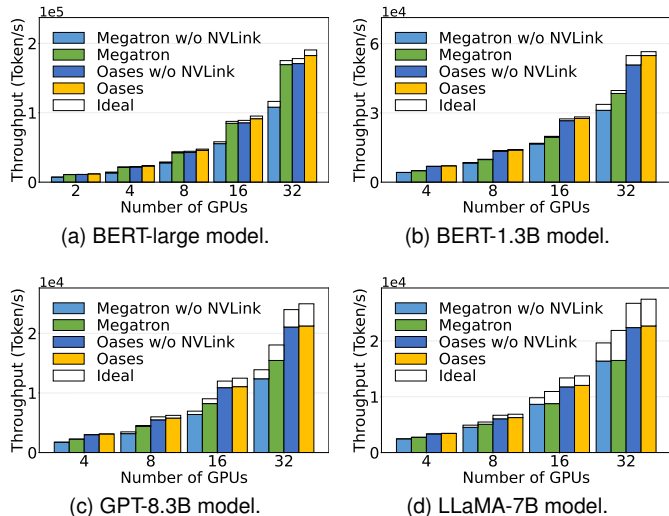 1e5
Throughput (Token/s)
2
1
0
Megatron w/o NVLink
Megatron
Oases w/o NVLink
Oases
Ideal
2 4 8 16 32
Number of GPUs
(a) BERT-large model.
1e4
Throughput (Token/s)
6
3
0
Megatron w/o NVLink
Megatron
Oases w/o NVLink
Oases
Ideal
4 8 16 32
Number of GPUs
(b) BERT-1.3B model.
1e4
Throughput (Token/s)
2
1
0
Megatron w/o NVLink
Megatron
Oases w/o NVLink
Oases
Ideal
4 8 16 32
Number of GPUs
(c) GPT-8.3B model.
1e4
Throughput (Token/s)
2
1
0
Megatron w/o NVLink
Megatron
Oases w/o NVLink
Oases
Ideal
4 8 16 32
Number of GPUs
(d) LLaMA-7B model.